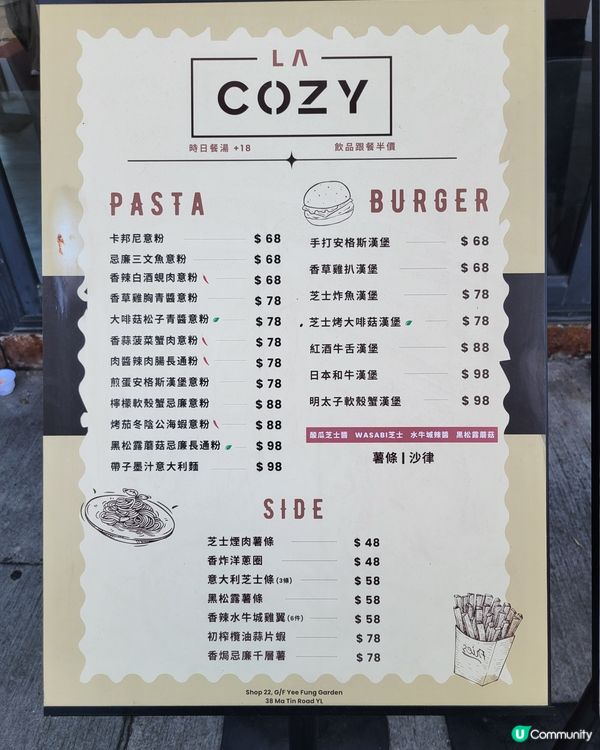 LA
COZY
時日餐湯 +18
飲品跟餐半價
PASTA
卡邦尼意粉 $ 68
忌廉三文魚意粉 $ 68
香辣白酒蜆肉意粉 $ 68
香草雞胸青醬意粉 $ 78
大啡菇松子青醬意粉 $ 78
香蒜菠菜蟹肉意粉 $ 78
肉醬辣肉腸長通粉 $ 78
煎蛋安格斯漢堡意粉 $ 78
檸檬軟殼蟹忌廉意粉 $ 88
烤茄冬陰公海蝦意粉 $ 88
黑松露蘑菇忌廉長通粉 $ 98
帶子墨汁意大利麵 $ 98
BURGER
手打安格斯漢堡 $ 68
香草雞扒漢堡 $ 68
芝士炸魚漢堡 $ 78
芝士烤大啡菇漢堡 $ 78
紅酒牛舌漢堡 $ 88
日本和牛漢堡 $ 98
明太子軟殼蟹漢堡 $ 98
酸瓜芝士醬 WASABI芝士 水牛城辣醬 黑松露蘑菇
薯條 | 沙律
SIDE
芝士煙肉薯條 $ 48
香炸洋蔥圈 $ 48
意大利芝士條 (3條) $ 58
黑松露薯條 $ 58
香辣水牛城雞翼 (6件) $ 58
初榨欖油蒜片蝦 $ 78
香焗忌廉千層薯 $ 78
Fries
Shop 22, G/F Yee Fung Garden
38 Ma Tin Road YL
U Community